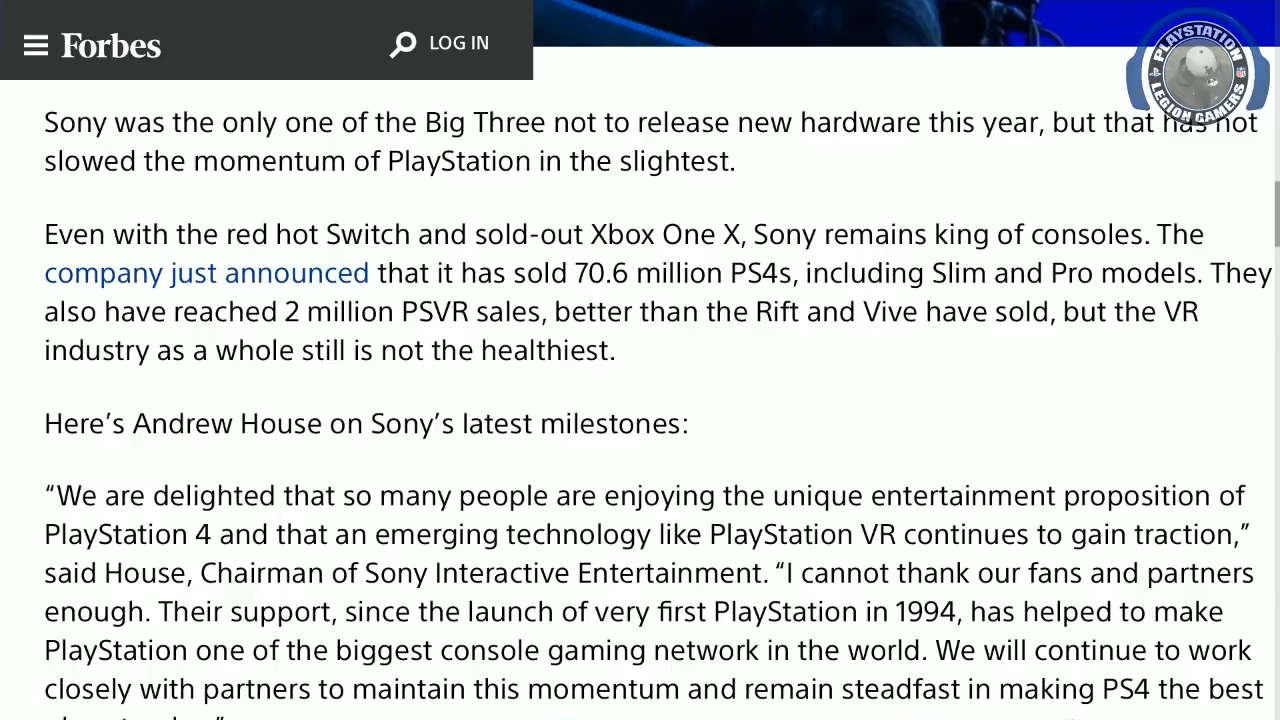 Forbes
LOG IN
PLAYSTATION
LEGION GAMERS
Sony was the only one of the Big Three not to release new hardware this year, but that has not
slowed the momentum of PlayStation in the slightest.
Even with the red hot Switch and sold-out Xbox One X, Sony remains king of consoles. The
company just announced that it has sold 70.6 million PS4s, including Slim and Pro models. They
also have reached 2 million PSVR sales, better than the Rift and Vive have sold, but the VR
industry as a whole still is not the healthiest.
Here’s Andrew House on Sony’s latest milestones:
“We are delighted that so many people are enjoying the unique entertainment proposition of
PlayStation 4 and that an emerging technology like PlayStation VR continues to gain traction,”
said House, Chairman of Sony Interactive Entertainment. “I cannot thank our fans and partners
enough. Their support, since the launch of very first PlayStation in 1994, has helped to make
PlayStation one of the biggest console gaming network in the world. We will continue to work
closely with partners to maintain this momentum and remain steadfast in making PS4 the best